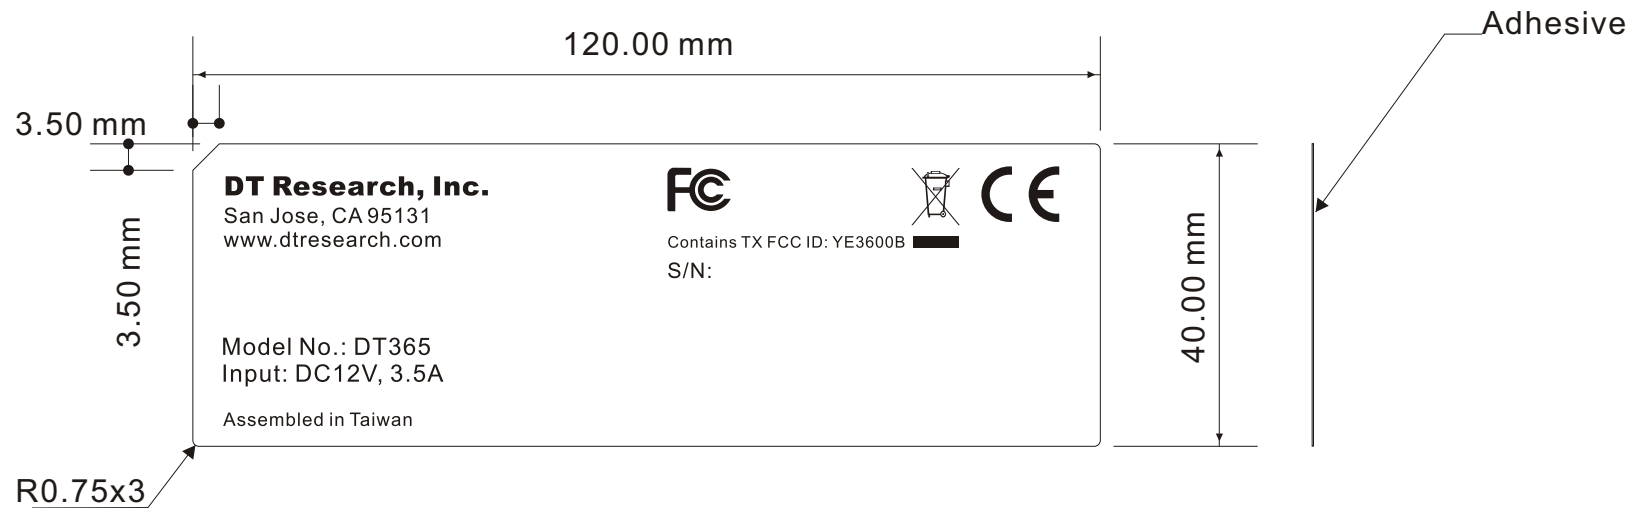 Adhesive
120.00 mm
3.50 mm
3.50 mm
DT Research, Inc.
San Jose, CA 95131
www.dtresearch.com
FC
CE
Contains TX FCC ID: YE3600B
S/N:
40.00 mm
Model No.: DT365
Input: DC12V, 3.5A
Assembled in Taiwan
R0.75x3